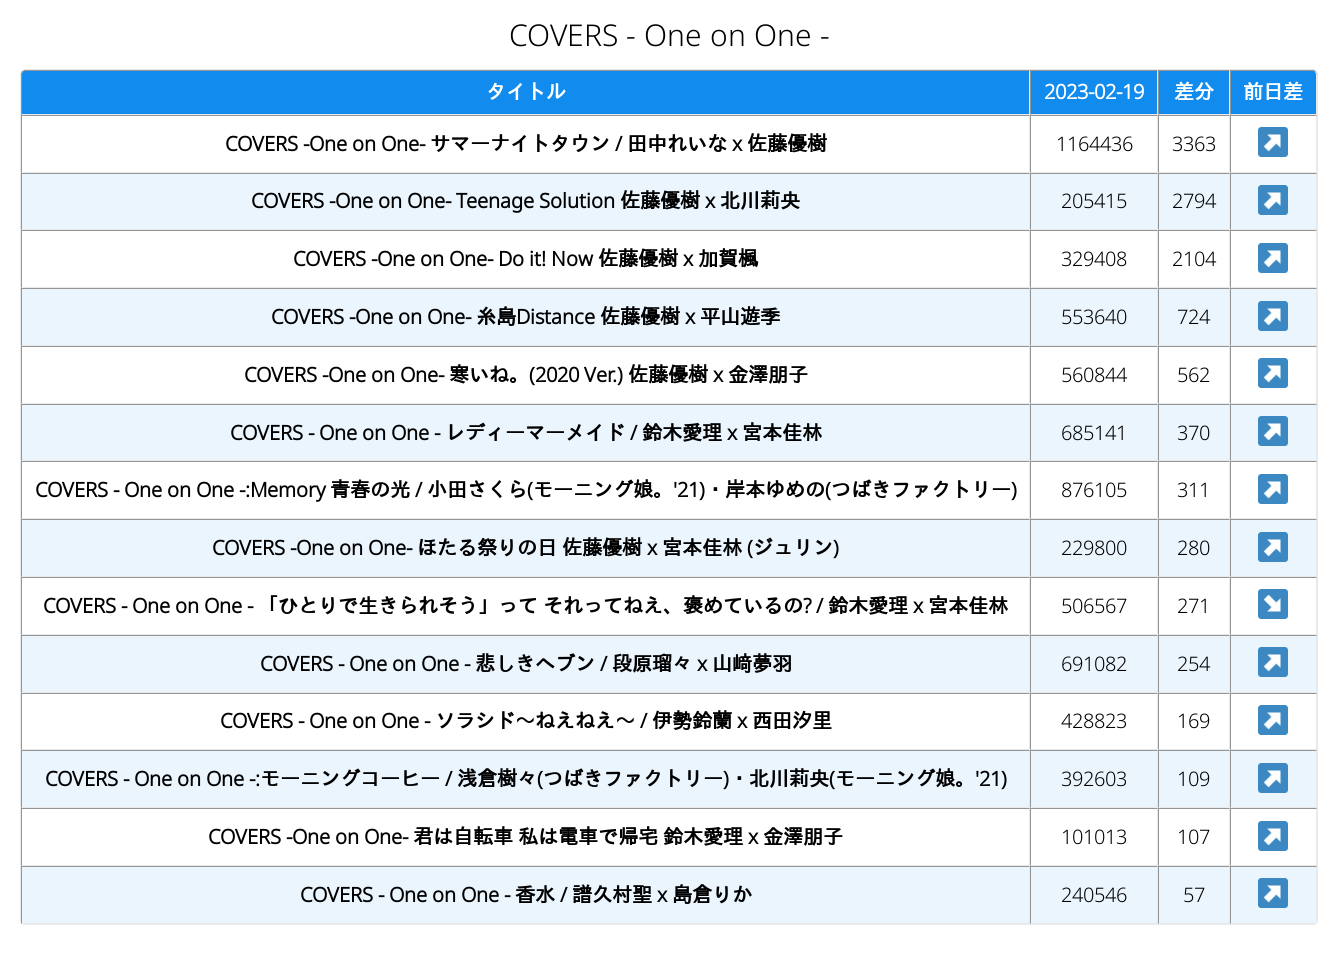 COVERS - One on One -
タイトル 2023-02-19 差分 前日差
COVERS -One on One- サマーナイトタウン / 田中れいな x 佐藤優樹 1164436 3363
COVERS -One on One- Teenage Solution 佐藤優樹 x 北川莉央 205415 2794
COVERS -One on One- Do it! Now 佐藤優樹 x 加賀楓 329408 2104
COVERS -One on One- 糸島Distance 佐藤優樹 x 平山遊季 553640 724
COVERS -One on One- 寒いね。(2020 Ver.) 佐藤優樹 x 金澤朋子 560844 562
COVERS - One on One - レディーマーメイド / 鈴木愛理 x 宮本佳林 685141 370
COVERS - One on One -:Memory 青春の光 / 小田さくら(モーニング娘。'21)・岸本ゆめの(つばきファクトリー) 876105 311
COVERS -One on One- ほたる祭りの日 佐藤優樹 x 宮本佳林 (ジュリン) 229800 280
COVERS - One on One - 「ひとりで生きられそう」って それってねえ、褒めているの? / 鈴木愛理 x 宮本佳林 506567 271
COVERS - One on One - 悲しきヘブン / 段原瑠々 x 山﨑夢羽 691082 254
COVERS - One on One - ソラシド〜ねえねえ〜 / 伊勢鈴蘭 x 西田汐里 428823 169
COVERS - One on One -:モーニングコーヒー / 浅倉樹々(つばきファクトリー)・北川莉央(モーニング娘。'21) 392603 109
COVERS -One on One- 君は自転車 私は電車で帰宅 鈴木愛理 x 金澤朋子 101013 107
COVERS - One on One - 香水 / 譜久村聖 x 島倉りか 240546 57